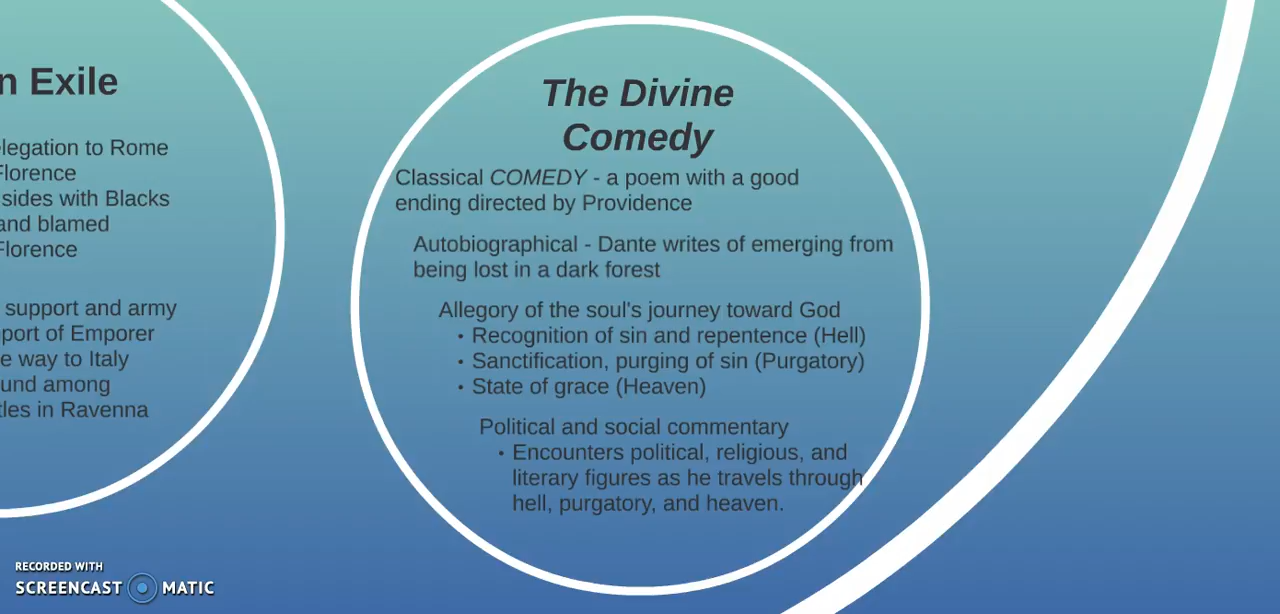 n Exile
elegation to Rome
Florence
sides with Blacks
and blamed
Florence
support and army
port of Emporer
e way to Italy
und among
tles in Ravenna
The Divine
Comedy
Classical COMEDY - a poem with a good
ending directed by Providence
Autobiographical - Dante writes of emerging from
being lost in a dark forest
Allegory of the soul's journey toward God
• Recognition of sin and repentence (Hell)
• Sanctification, purging of sin (Purgatory)
• State of grace (Heaven)
Political and social commentary
• Encounters political, religious, and
literary figures as he travels through
hell, purgatory, and heaven.
RECORDED WITH
SCREENCAST MATIC